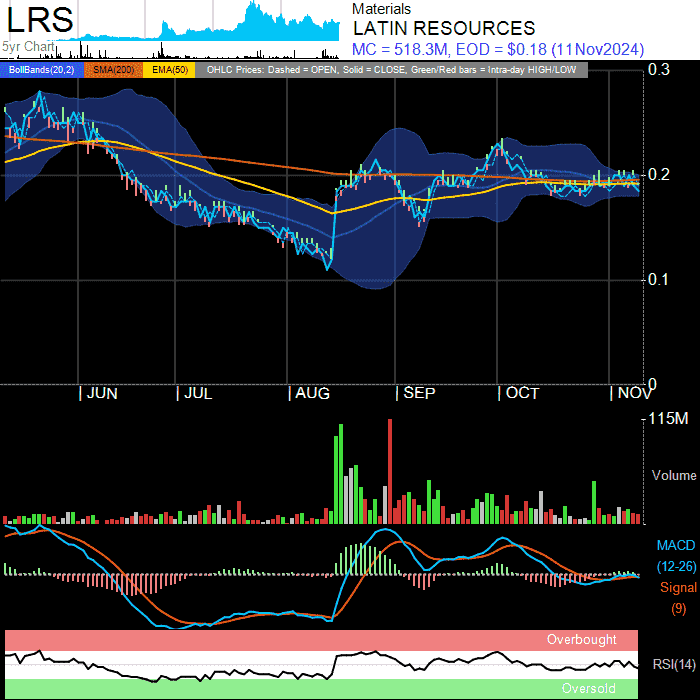 LRS
5yr Chart
Materials
LATIN RESOURCES
MC = 518.3M, EOD = $0.18 (11Nov2024)
BollBands(20,2) SMA(200) EMA(50) OHLC Prices: Dashed = OPEN, Solid = CLOSE, Green/Red bars = Intra-day HIGH/LOW
0.3
0.2
0.1
0
JUN JUL AUG SEP OCT NOV
115M
Volume
MACD
(12-26)
Signal
(9)
Overbought
RSI(14)
Oversold